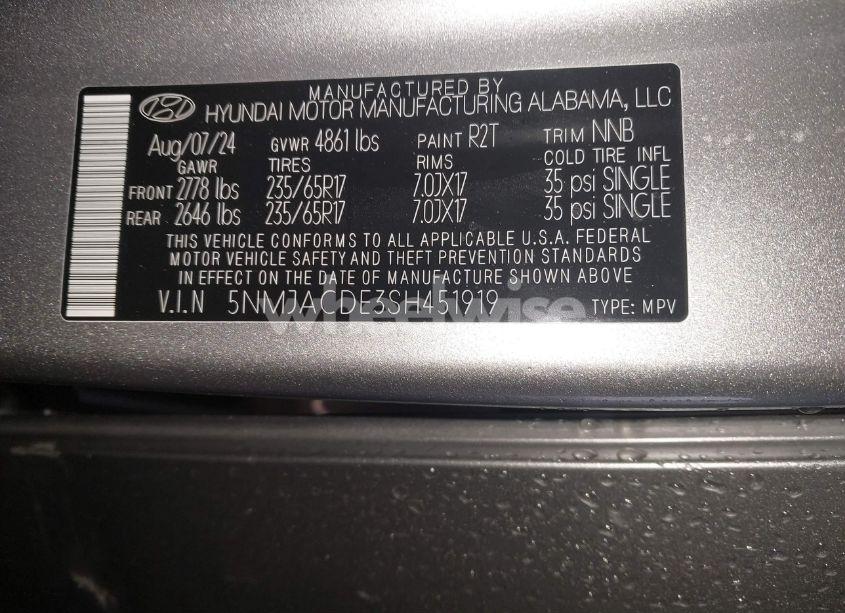 MANUFACTURED BY
HYUNDAI MOTOR MANUFACTURING ALABAMA, LLC
Aug/07/24 GVWR 4861 lbs PAINT R2T TRIM NNB
GAWR TIRES RIMS COLD TIRE INFL
FRONT 2778 lbs 235/65R17 7.0JX17 35 psi SINGLE
REAR 2646 lbs 235/65R17 7.0JX17 35 psi SINGLE
THIS VEHICLE CONFORMS TO ALL APPLICABLE U.S.A. FEDERAL
MOTOR VEHICLE SAFETY AND THEFT PREVENTION STANDARDS
IN EFFECT ON THE DATE OF MANUFACTURE SHOWN ABOVE
V.I.N 5NMJACDE3SH451919 TYPE: MPV
wheelwise